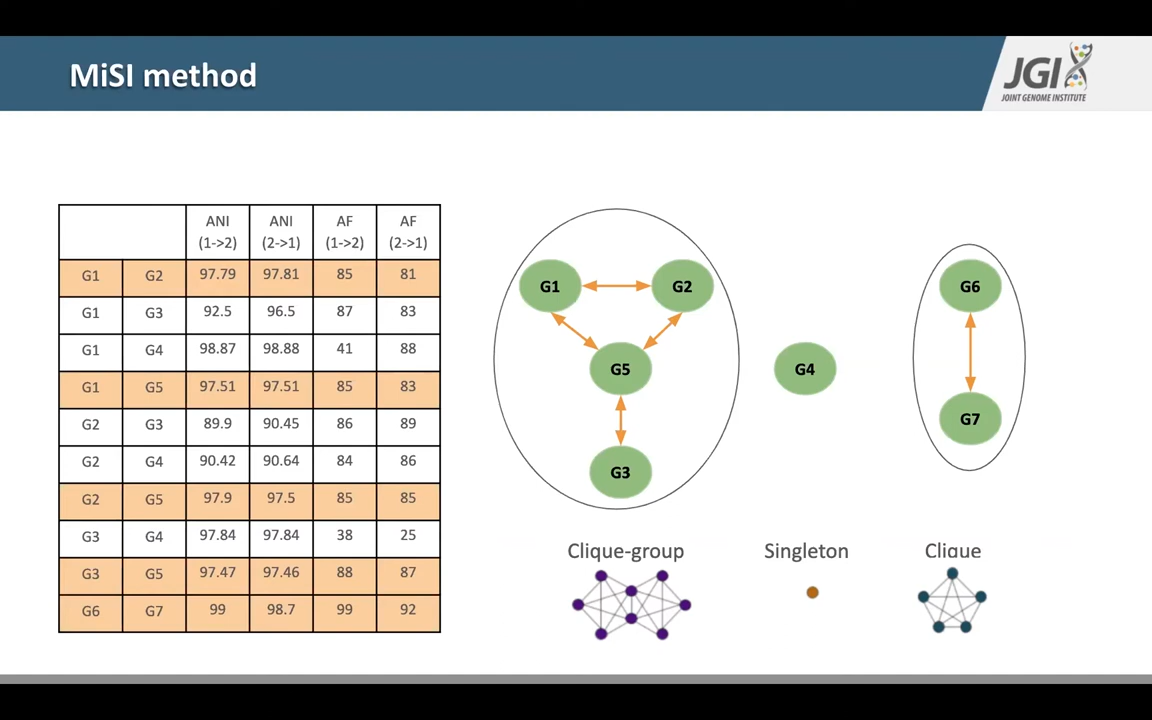 MiSI method
JGI
JOINT GENOME INSTITUTE
ANI (1->2) ANI (2->1) AF (1->2) AF (2->1)
G1 G2 97.79 97.81 85 81
G1 G3 92.5 96.5 87 83
G1 G4 98.87 98.88 41 88
G1 G5 97.51 97.51 85 83
G2 G3 89.9 90.45 86 89
G2 G4 90.42 90.64 84 86
G2 G5 97.9 97.5 85 85
G3 G4 97.84 97.84 38 25
G3 G5 97.47 97.46 88 87
G6 G7 99 98.7 99 92
G1 G2
G5
G3
G4
G6
G7
Clique-group
Singleton
Clique